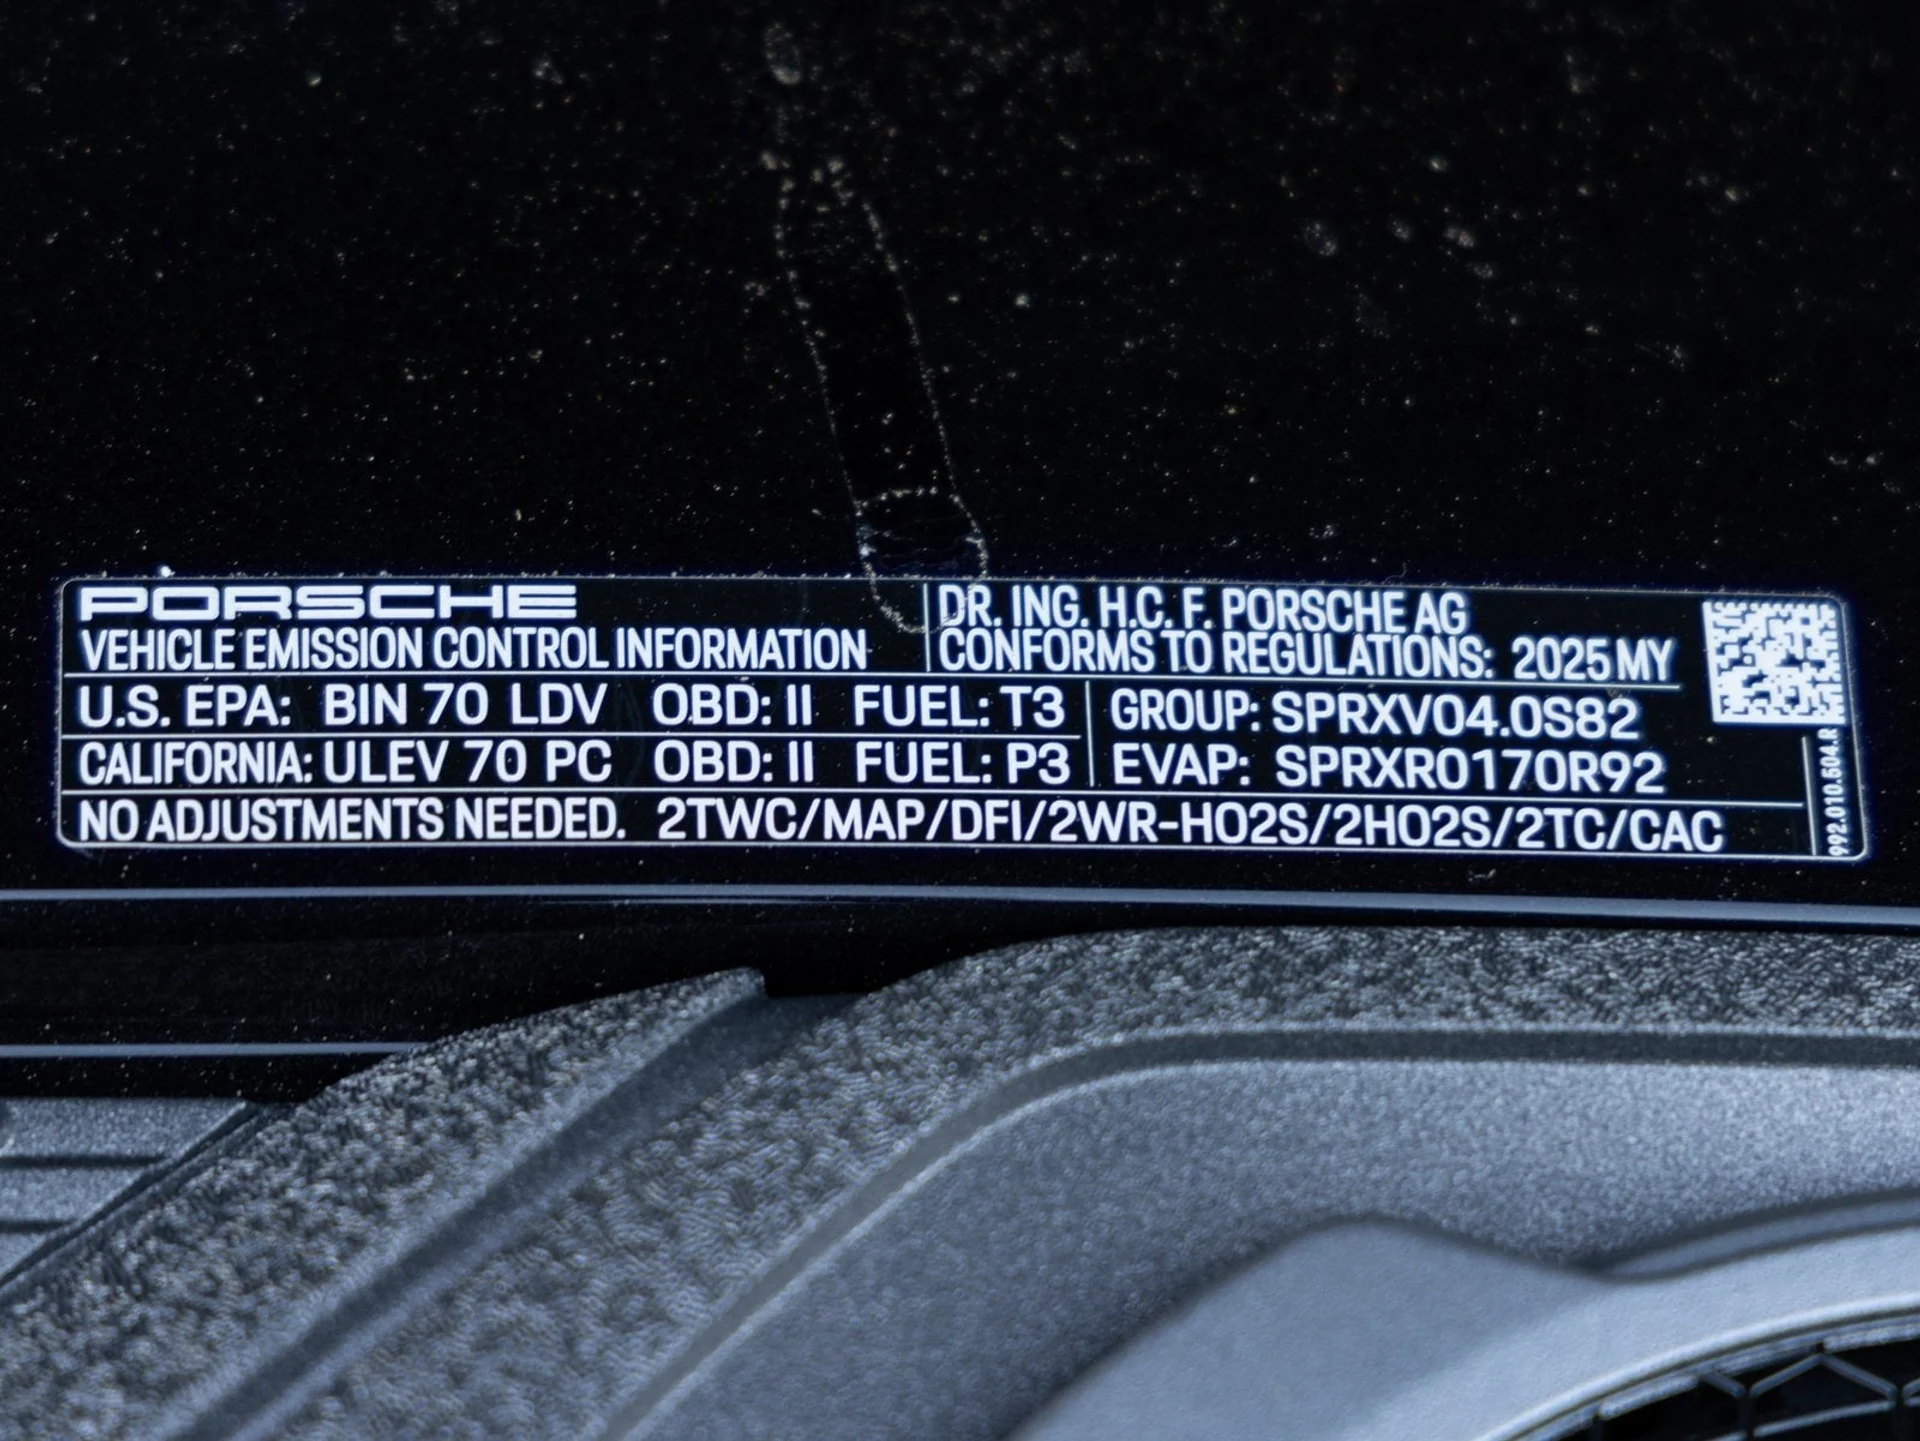 PORSCHE
VEHICLE EMISSION CONTROL INFORMATION
DR. ING. H.C. F. PORSCHE AG
CONFORMS TO REGULATIONS: 2025 MY
U.S. EPA: BIN 70 LDV OBD: II FUEL: T3
CALIFORNIA: ULEV 70 PC OBD: II FUEL: P3
GROUP: SPRXV04.0S82
EVAP: SPRXR0170R92
NO ADJUSTMENTS NEEDED. 2TWC/MAP/DFI/2WR-HO2S/2HO2S/2TC/CAC
992.010.604.R